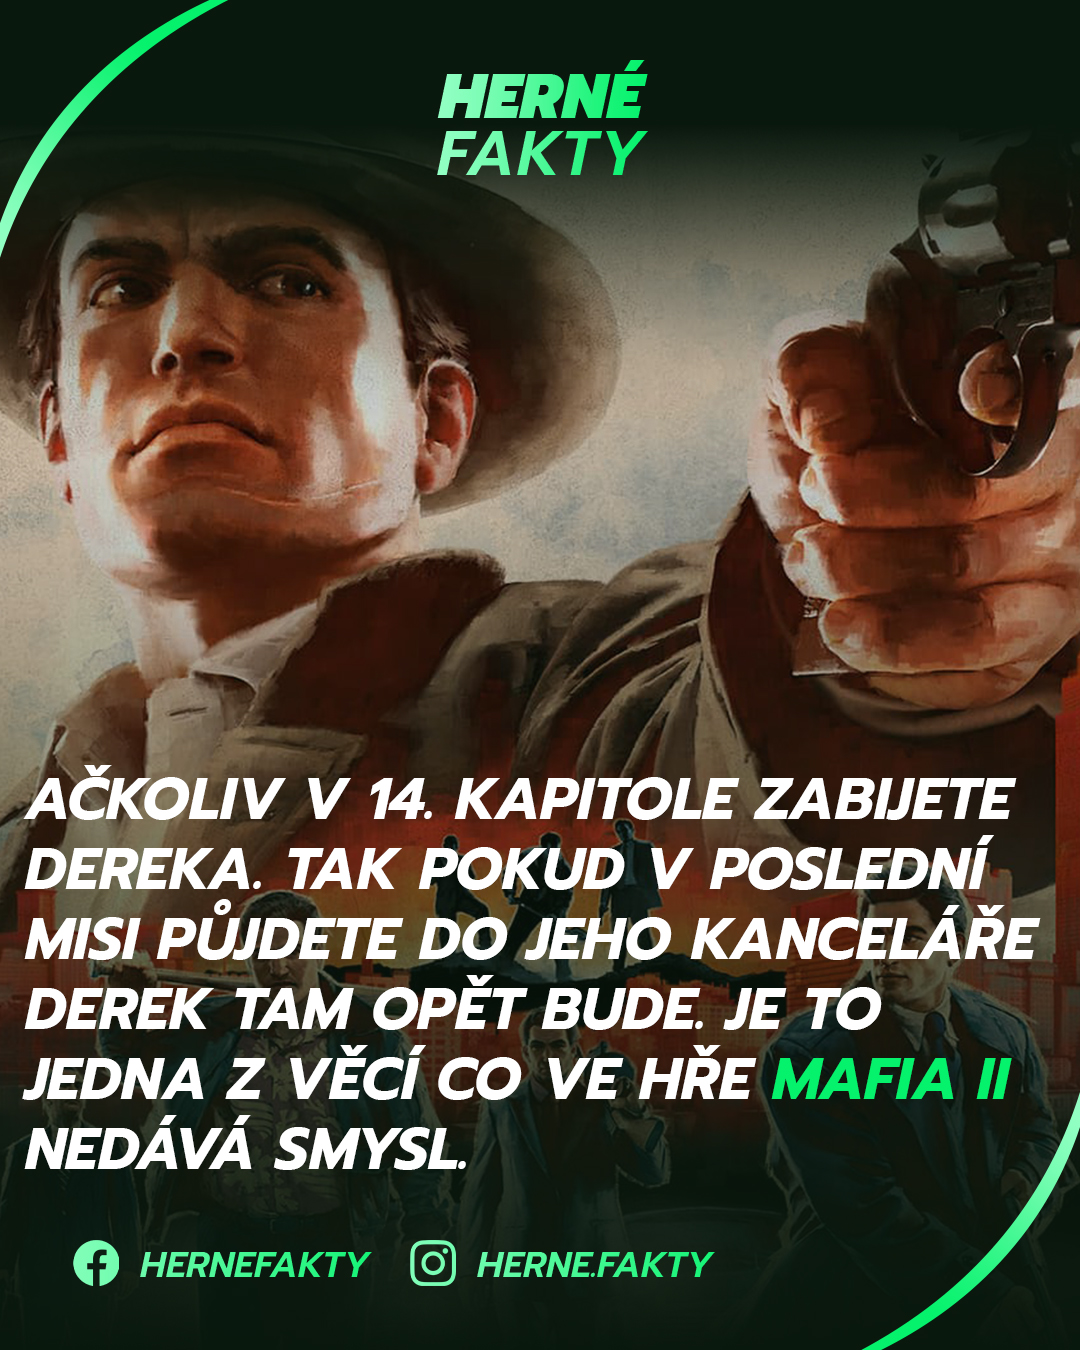 HERNÉ
FAKTY
AČKOLIV V 14. KAPITOLE ZABIJETE
DEREKA. TAK POKUD V POSLEDNÍ
MISI PŮJDETE DO JEHO KANCELÁŘE
DEREK TAM OPĚT BUDE. JE TO
JEDNA Z VĚCÍ CO VE HŘE MAFIA II
NEDÁVÁ SMYSL.
HERNEFAKTY HERNE.FAKTY